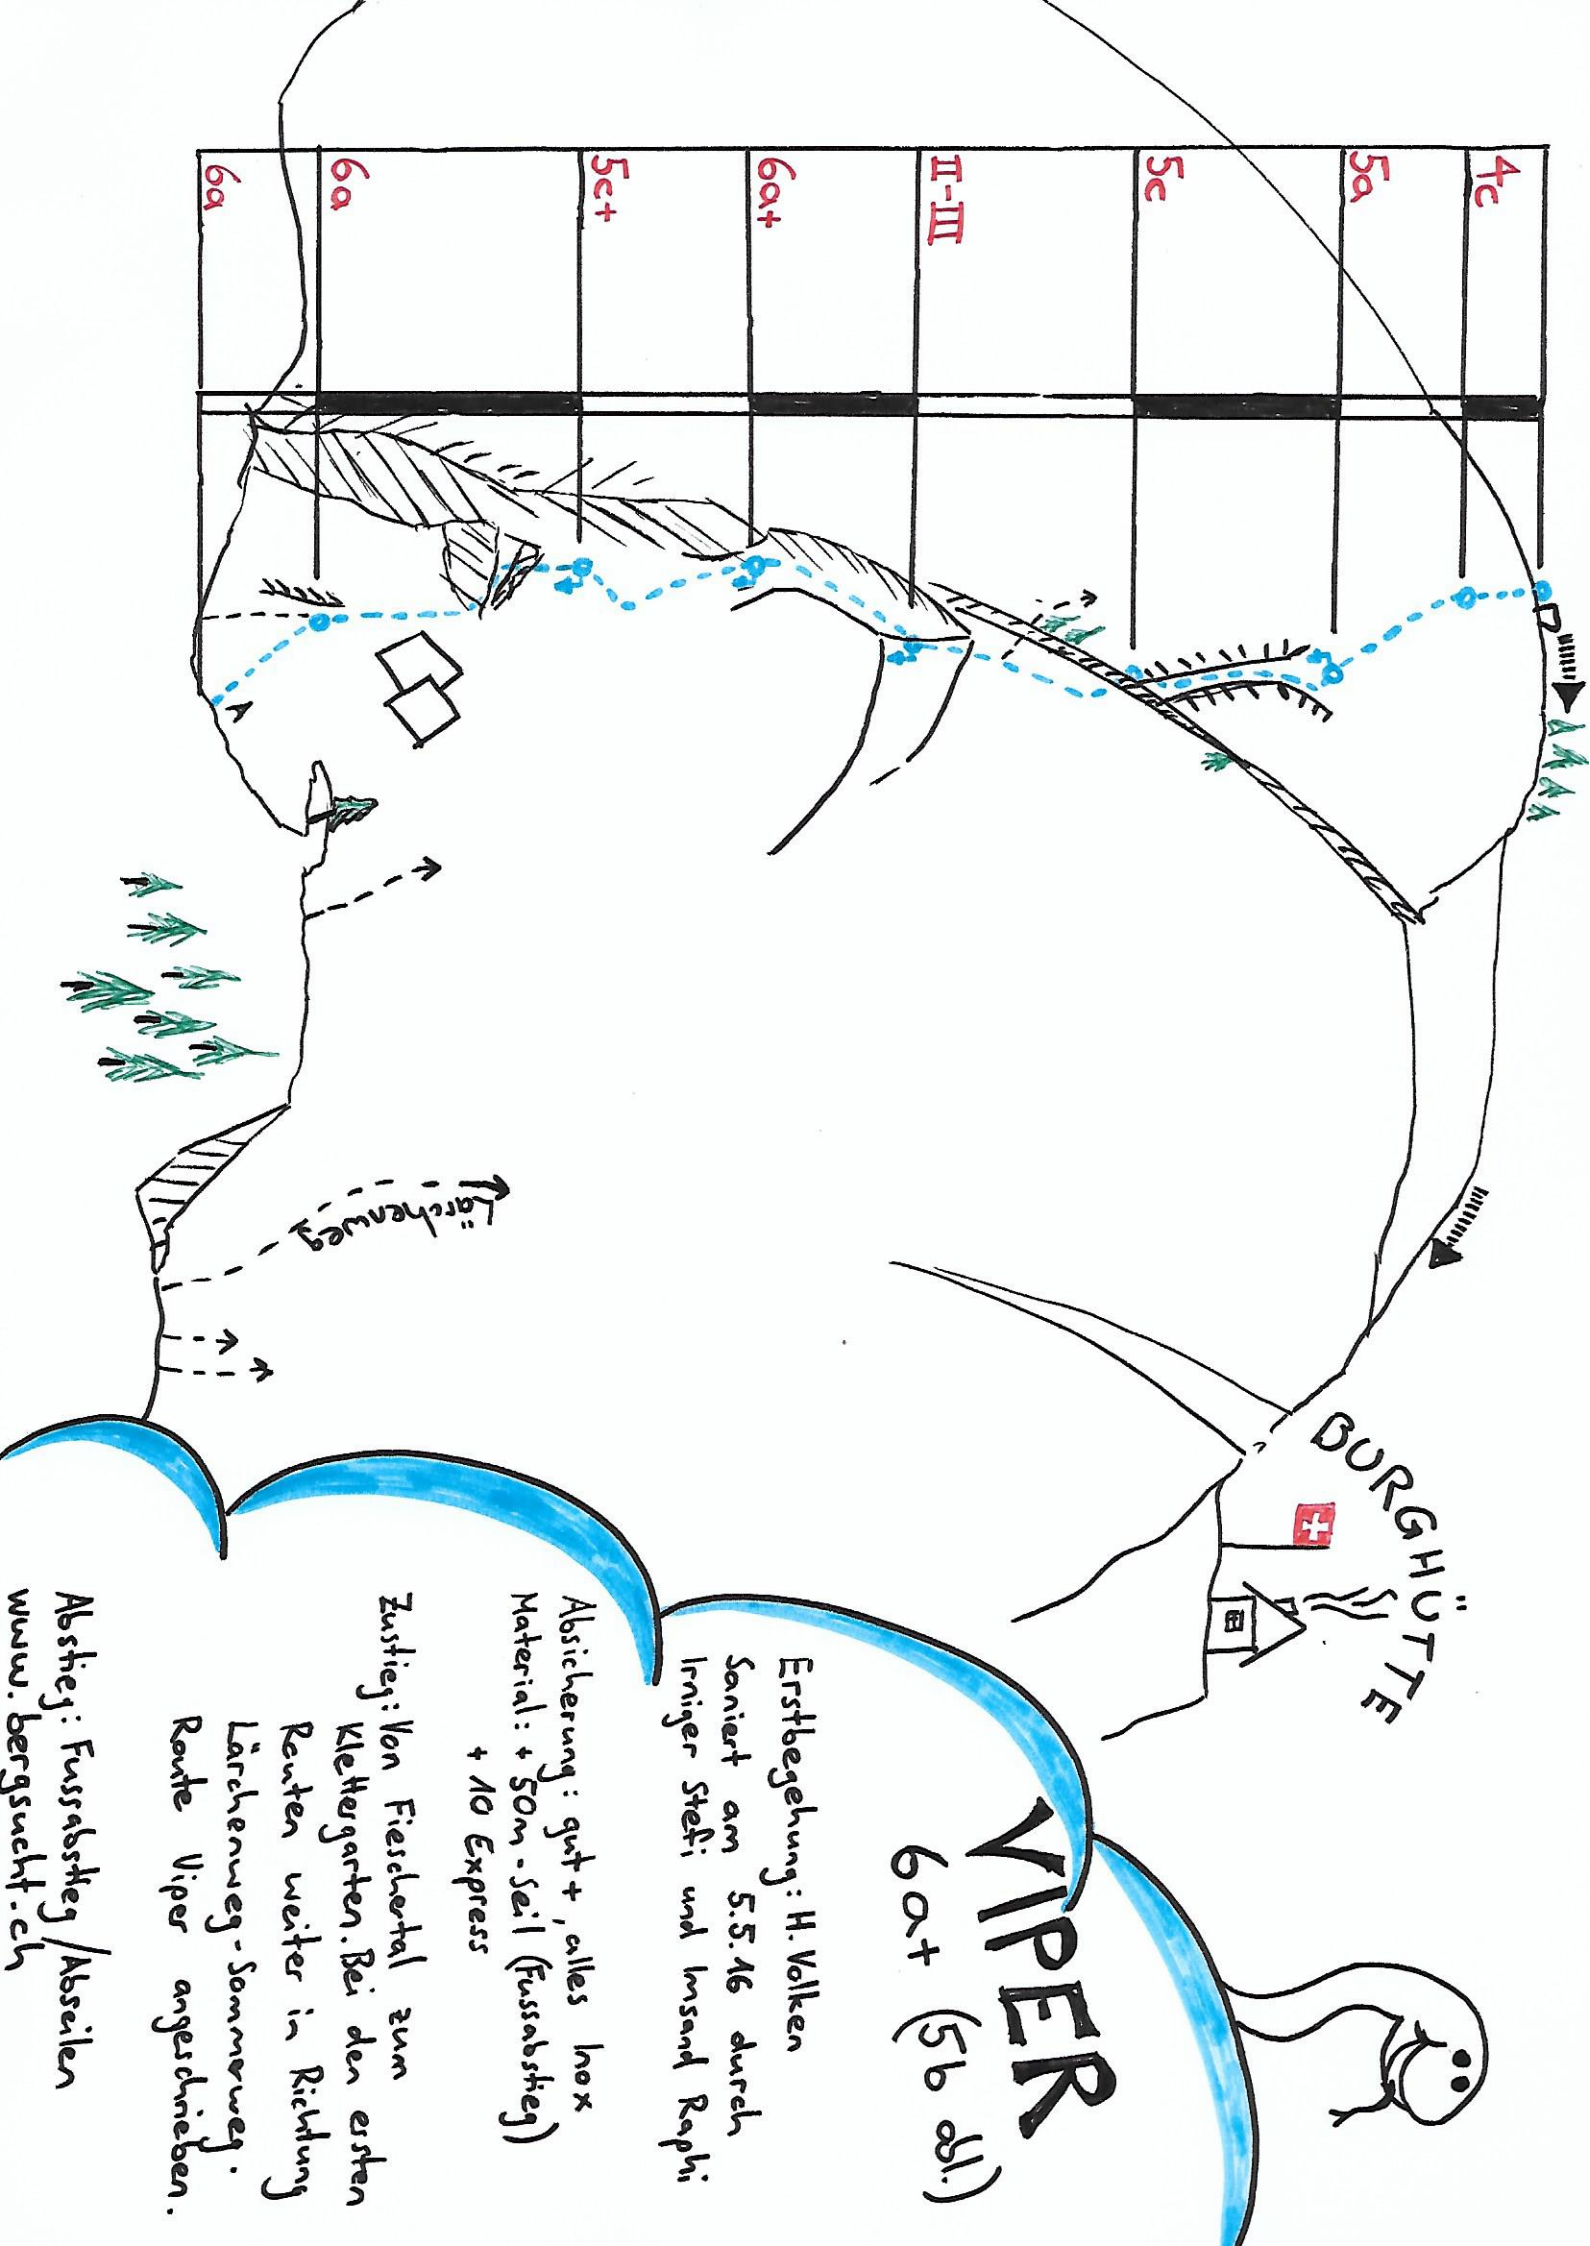 4c
5a
5c
II-III
6a+
5c+
6a
6a
BURGHÜTTE
Lärchenweg
VIPER
6a+ (5b obl.)
Erstbegehung: H. Volken
Saniert am 5.5.16 durch
Irniger Stefi und Imsand Raphi
Absicherung: gut+, alles Inox
Material: + 50m-Seil (Fussabstieg)
+ 10 Express
Zustieg: Von Fieschertal zum
Klettergarten. Bei den ersten
Routen weiter in Richtung
Lärchenweg-Sommerweg.
Route Viper angeschrieben.
Abstieg: Fussabstieg/Abseilen
www.bergsucht.ch